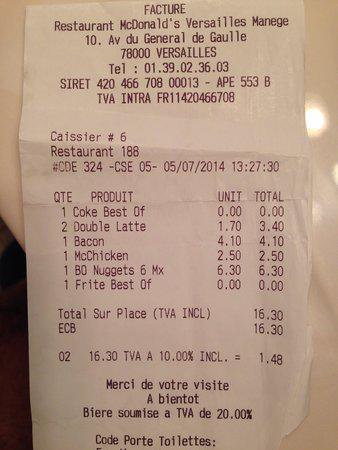 FACTURE
Restaurant McDonald's Versailles Manege
10. Av du General de Gaulle
78000 VERSAILLES
Tel : 01.39.02.36.03
SIRET 420 466 708 00013 - APE 553 B
TVA INTRA FR11420466708
Caissier # 6
Restaurant 188
#CDE 324 -CSE 05- 05/07/2014 13:27:30
QTE PRODUIT UNIT TOTAL
1 Coke Best Of 0.00 0.00
2 Double Latte 1.70 3.40
1 Bacon 4.10 4.10
1 McChicken 2.50 2.50
1 BO Nuggets 6 Mx 6.30 6.30
1 Frite Best Of 0.00 0.00
Total Sur Place (TVA INCL) 16.30
ECB 16.30
02 16.30 TVA A 10.00% INCL. = 1.48
Merci de votre visite
A bientot
Biere soumise a TVA de 20.00%
Code Porte Toilettes: